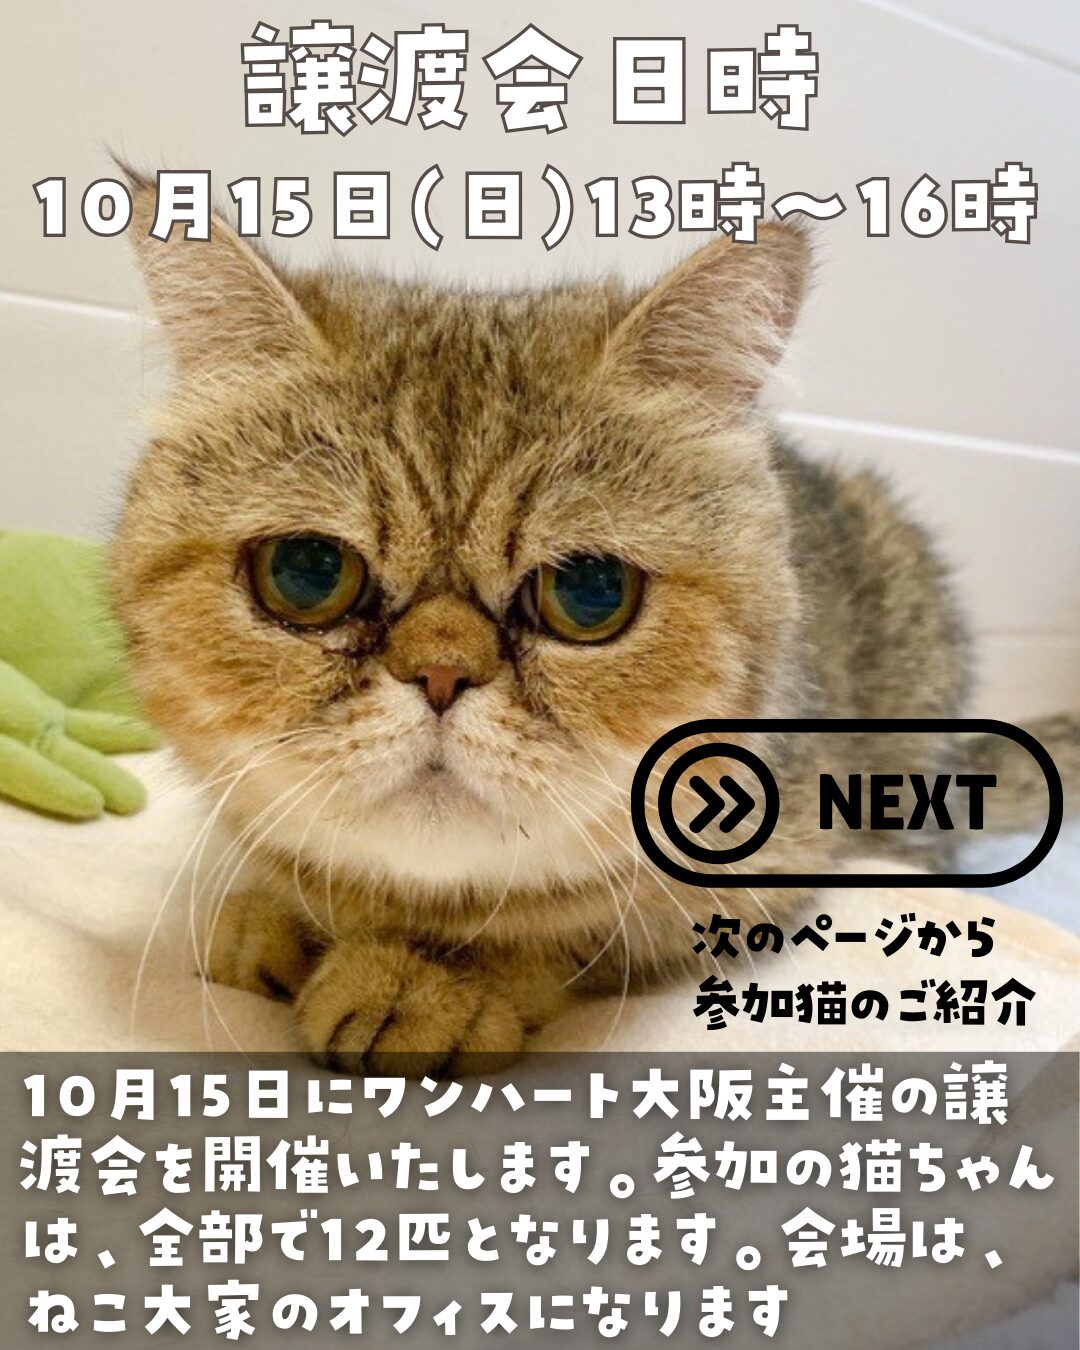 譲渡会日時
10月15日(日)13時〜16時
NEXT
次のページから
参加猫のご紹介
10月15日にワンハート大阪主催の譲
渡会を開催いたします。参加の猫ちゃん
は、全部で12匹となります。会場は、
ねこ大家のオフィスになります